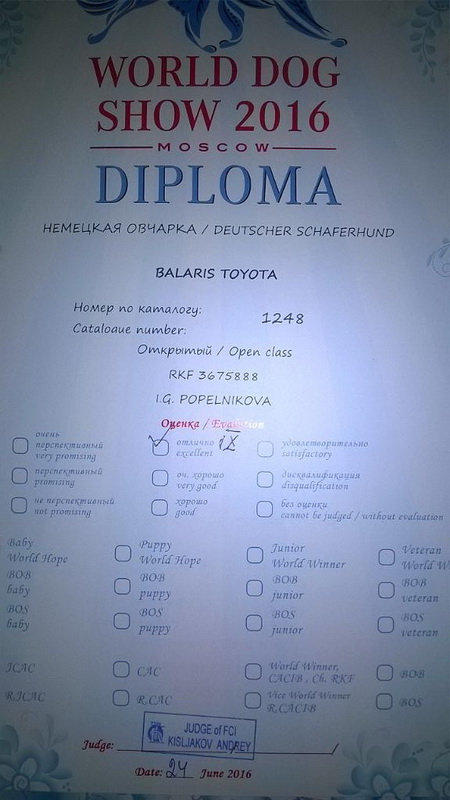 WORLD DOG
SHOW 2016
MOSCOW
DIPLOMA
НЕМЕЦКАЯ ОВЧАРКА / DEUTSCHER SCHAFERHUND
BALARIS TOYOTA
Номер по каталогу:
Cataloaue number:
1248
Открытый / Open class
RKF 3675888
I.G. POPELNIKOVA
Оценка / Evaluation
очень
перспективный
very promising
отлично
excellent
удовлетворительно
satisfactory
перспективный
promising
оч. хорошо
very good
дисквалификация
disqualification
не перспективный
not promising
хорошо
good
без оценки
cannot be judged / without evaluation
Baby
World Hope
Puppy
World Hope
Junior
World Winner
Veteran
World W
BOB
baby
BOB
puppy
BOB
junior
BOB
veteran
BOS
baby
BOS
puppy
BOS
junior
BOS
veteran
JCAC
CAC
World Winner,
CACIB, Ch. RKF
BOB
R.JCAC
R.CAC
Vice World Winner
R.CACIB
BOS
JUDGE of FCI
KISLJAKOV ANDREY
Judge:
Date: 24 June 2016